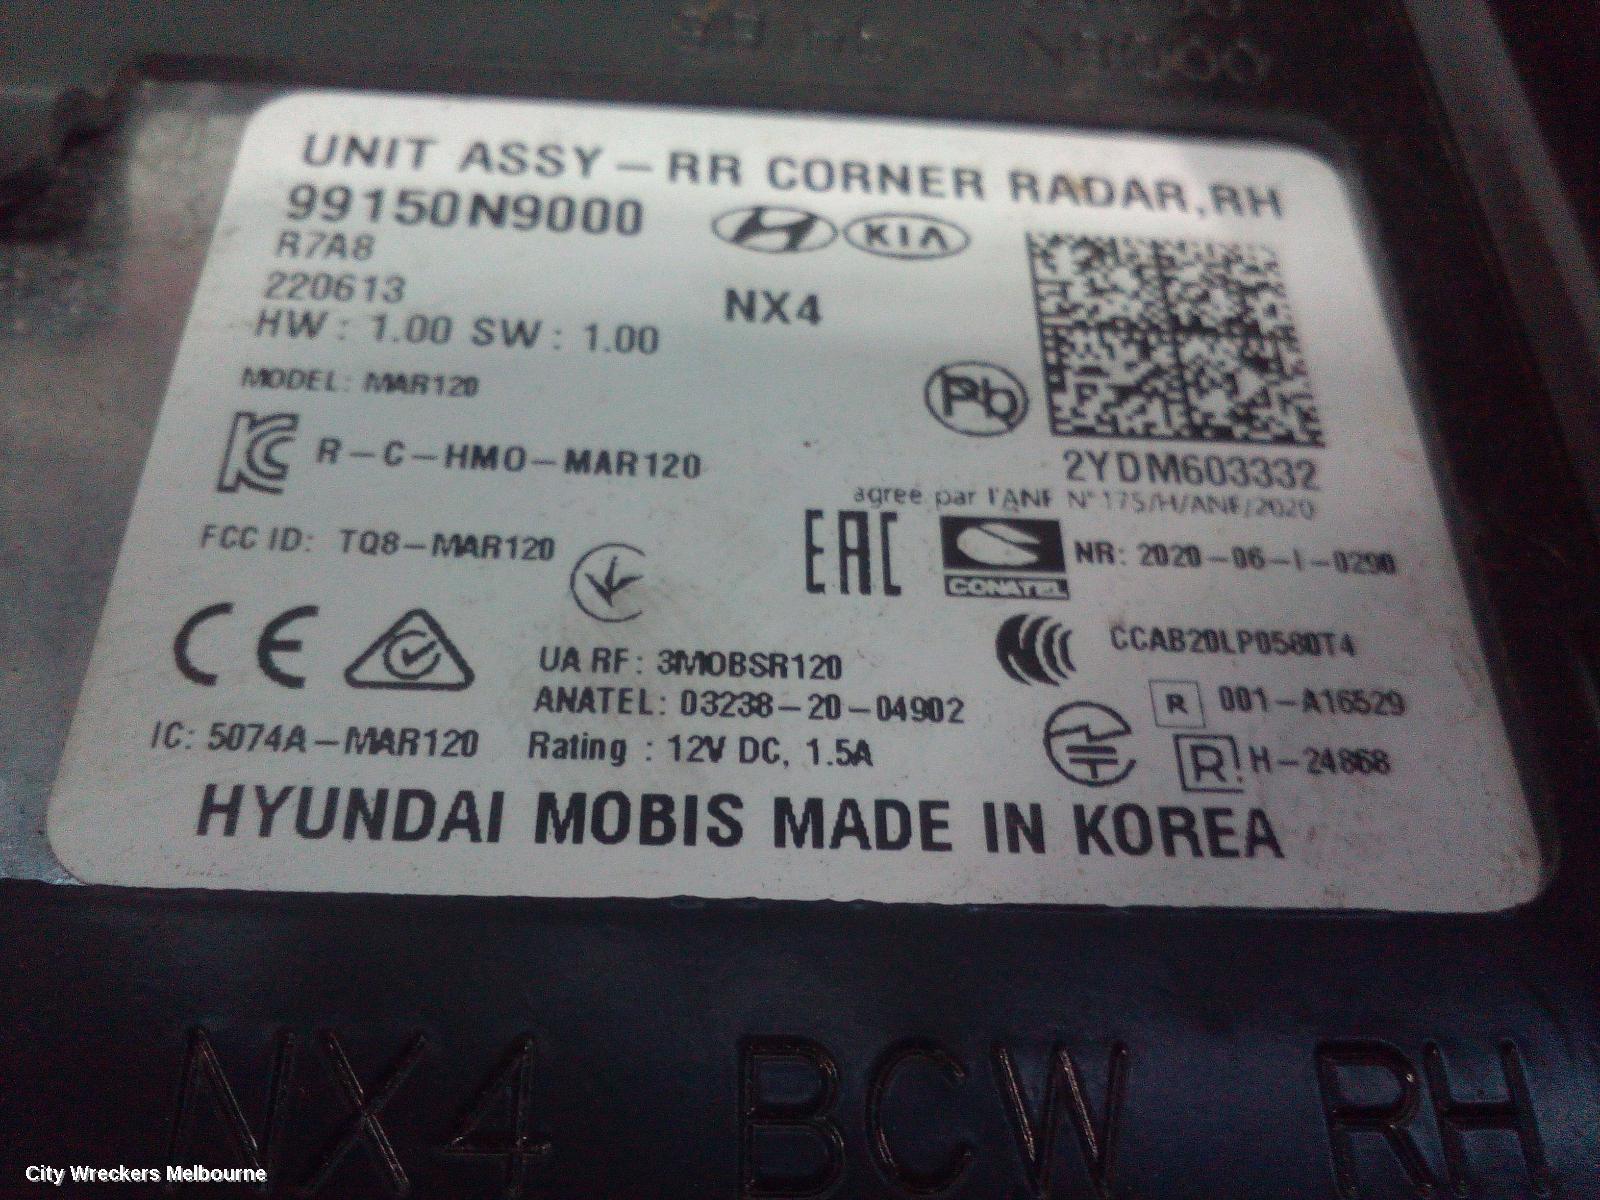 UNIT ASSY-RR CORNER RADAR,RH
99150N9000
KIA
R7A8
220613
NX4
HW : 1.00 SW : 1.00
MODEL: MAR120
Pb
R-C-HMO-MAR120
2YDM603332
agree par l'ANF N°175/H/ANF/2020
FCC ID: TQ8-MAR120
EAC
CONATEL
NR: 2020-06-I-0290
CE
UA RF: 3MOBSR120
CCAB20LP0580T4
ANATEL: 03238-20-04902
R 001-A16529
IC: 5074A-MAR120
Rating : 12V DC, 1.5A
R! H-24868
HYUNDAI MOBIS MADE IN KOREA
NX4 BCW RH
City Wreckers Melbourne